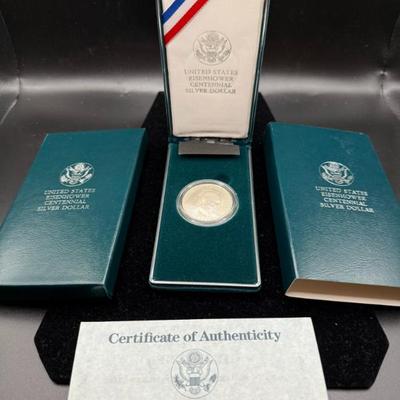 UNITED STATES
EISENHOWER
CENTENNIAL
SILVER DOLLAR
UNITED STATES
EISENHOWER
CENTENNIAL
SILVER DOLLAR
UNITED STATES
EISENHOWER
CENTENNIAL
SILVER DOLLAR
Certificate of Authenticity